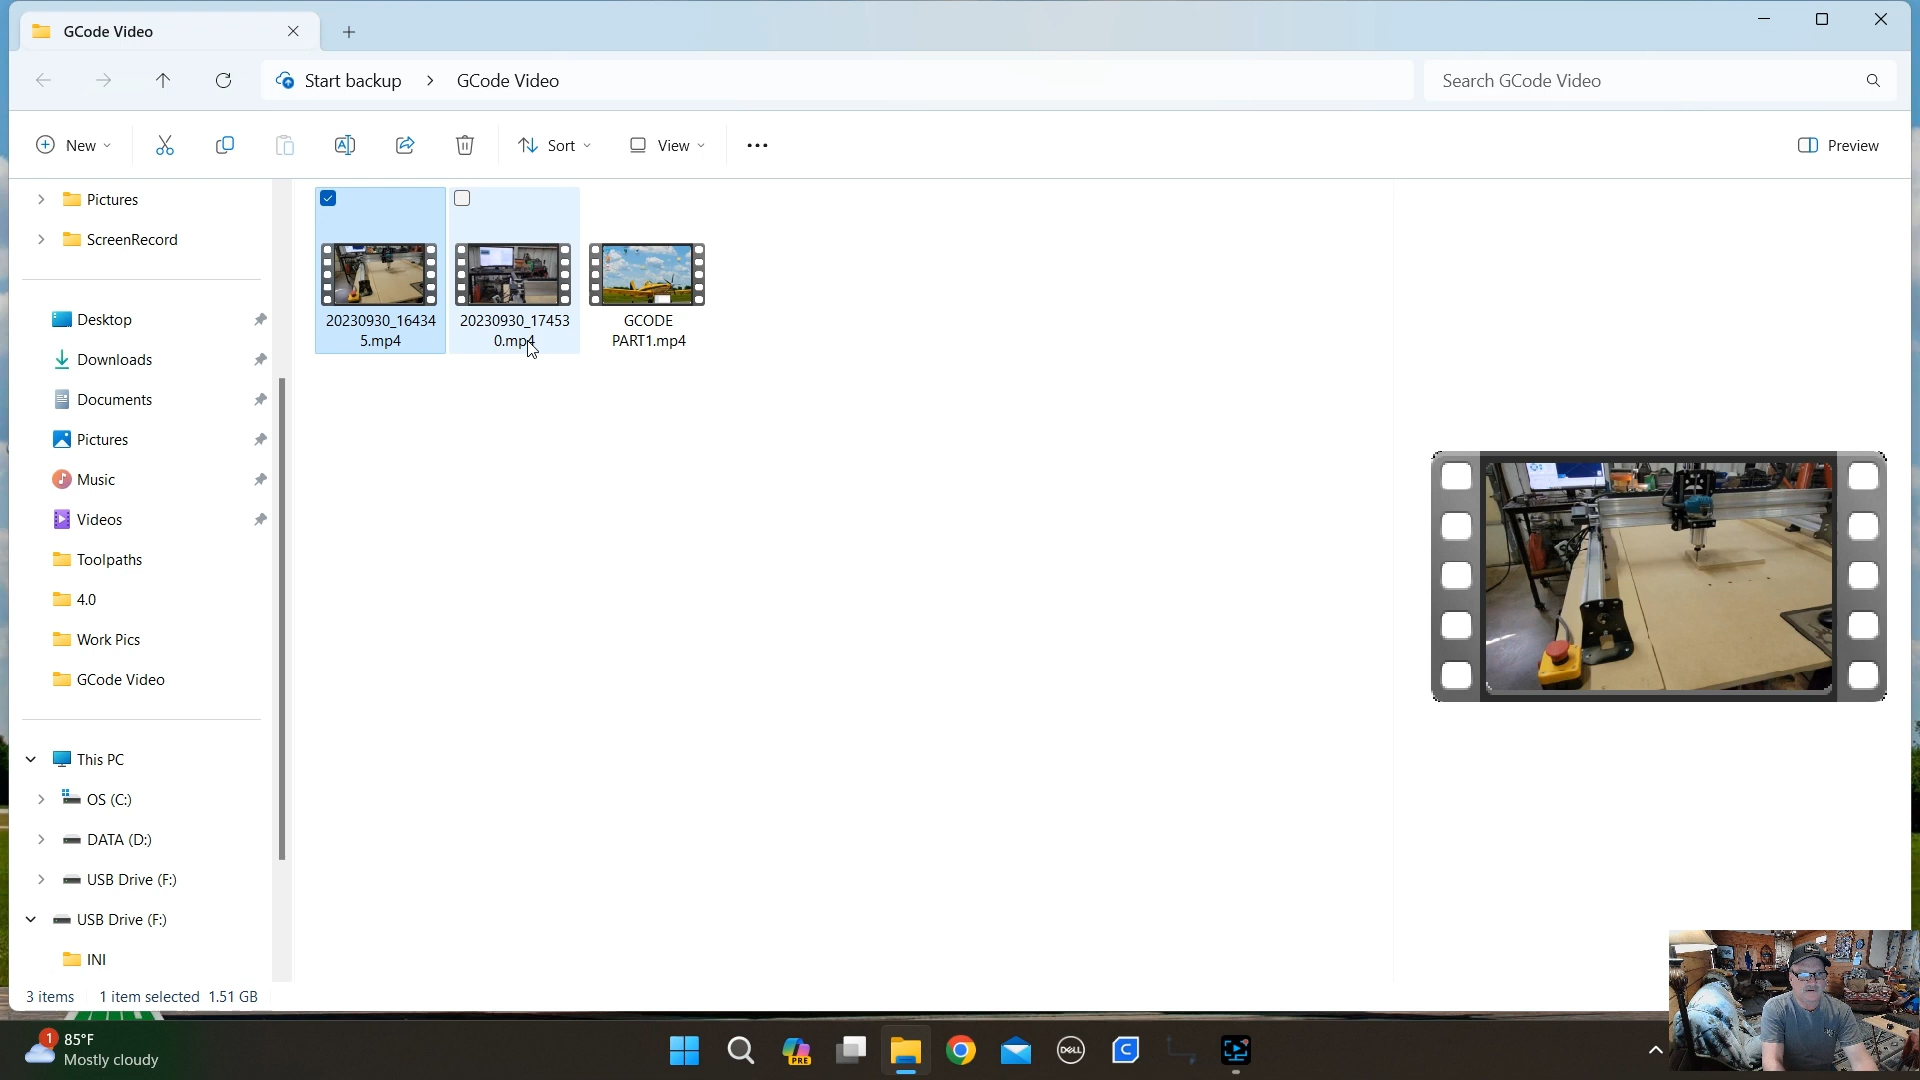 GCode Video
Start backup > GCode Video
Search GCode Video
New
Sort
View
Preview
Pictures
ScreenRecord
Desktop
Downloads
Documents
Pictures
Music
Videos
Toolpaths
4.0
Work Pics
GCode Video
This PC
OS (C:)
DATA (D:)
USB Drive (F:)
USB Drive (F:)
INI
20230930_16434
5.mp4
20230930_17453
0.mp4
GCODE
PART1.mp4
3 items
1 item selected 1.51 GB
1
85°F
Mostly cloudy
PRE
DELL
C